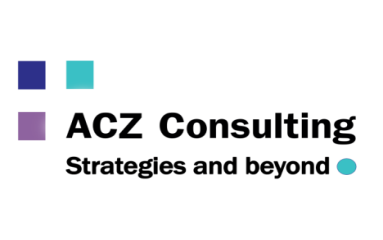 ACZ Consulting
Strategies and beyond